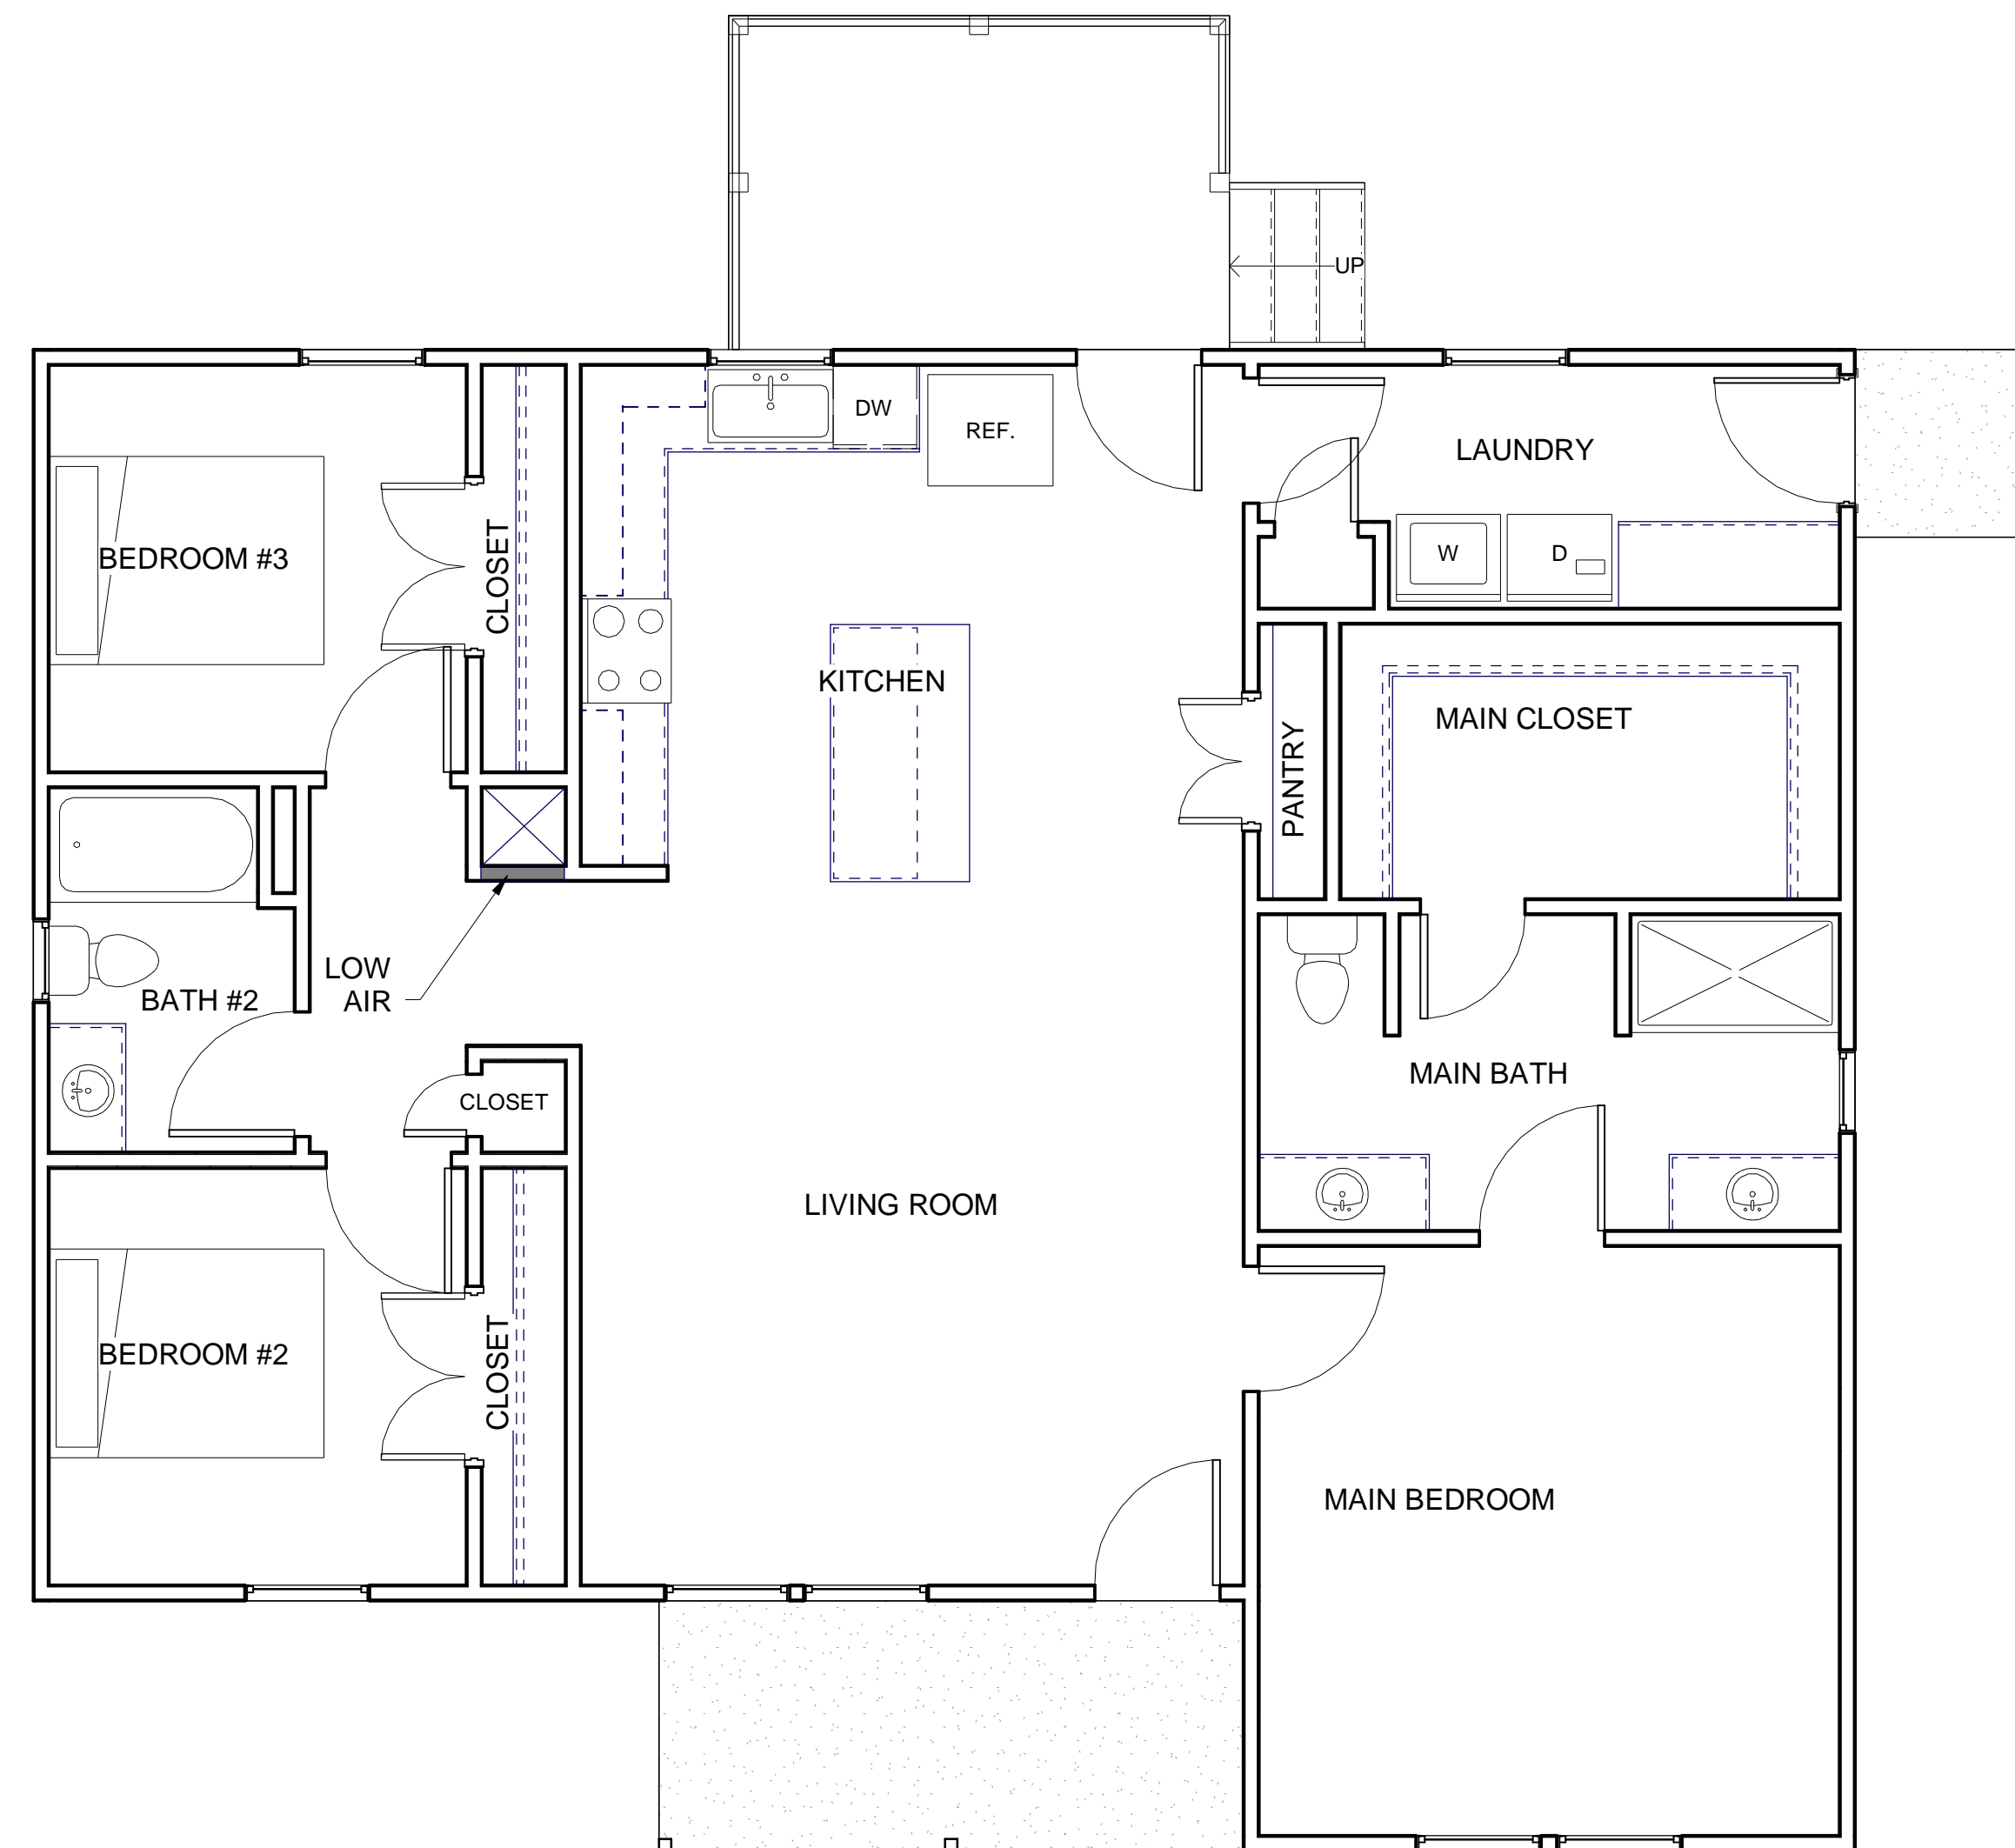 UP
DW
REF.
LAUNDRY
BEDROOM #3
CLOSET
W
D
KITCHEN
MAIN CLOSET
PANTRY
LOW
AIR
BATH #2
MAIN BATH
CLOSET
LIVING ROOM
BEDROOM #2
CLOSET
MAIN BEDROOM